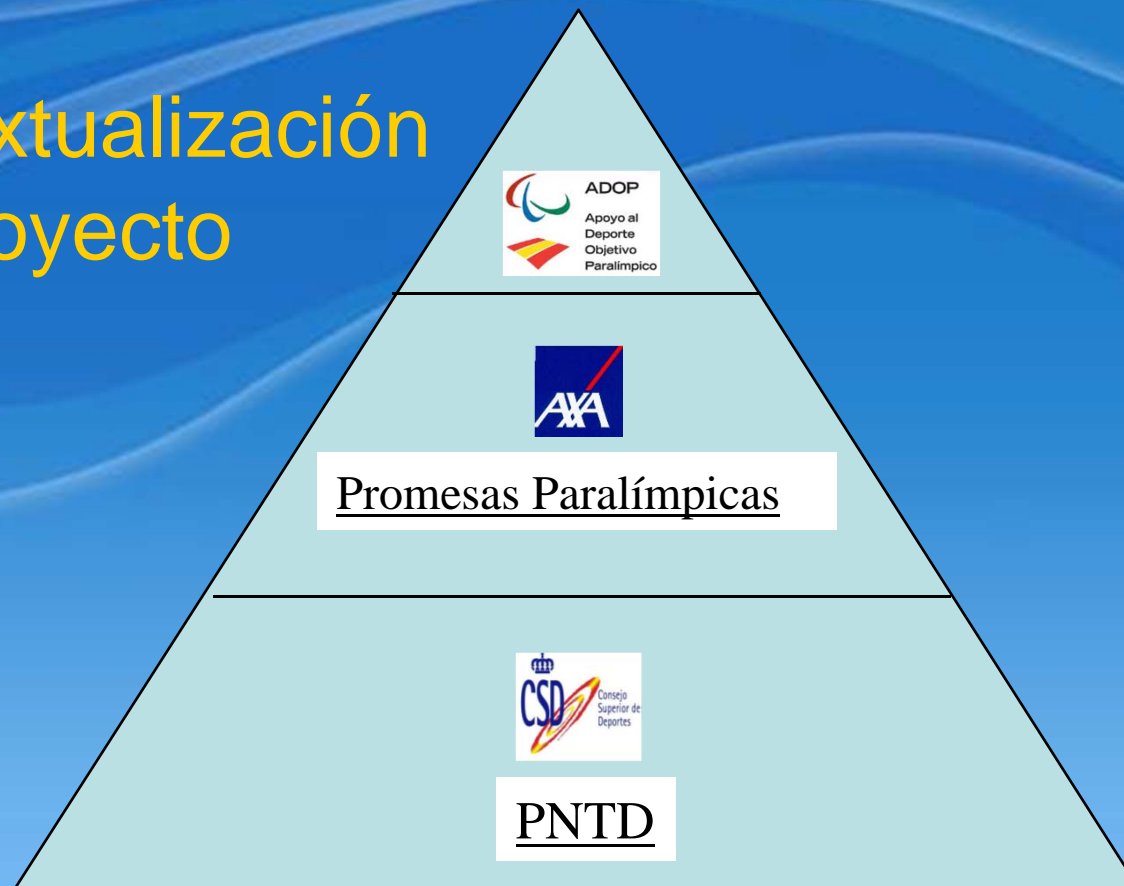 xtualización
oyecto
ADOP
Apoyo al
Deporte
Objetivo
Paralímpico
AXA
Promesas Paralímpicas
CSD
Consejo
Superior de
Deportes
PNTD